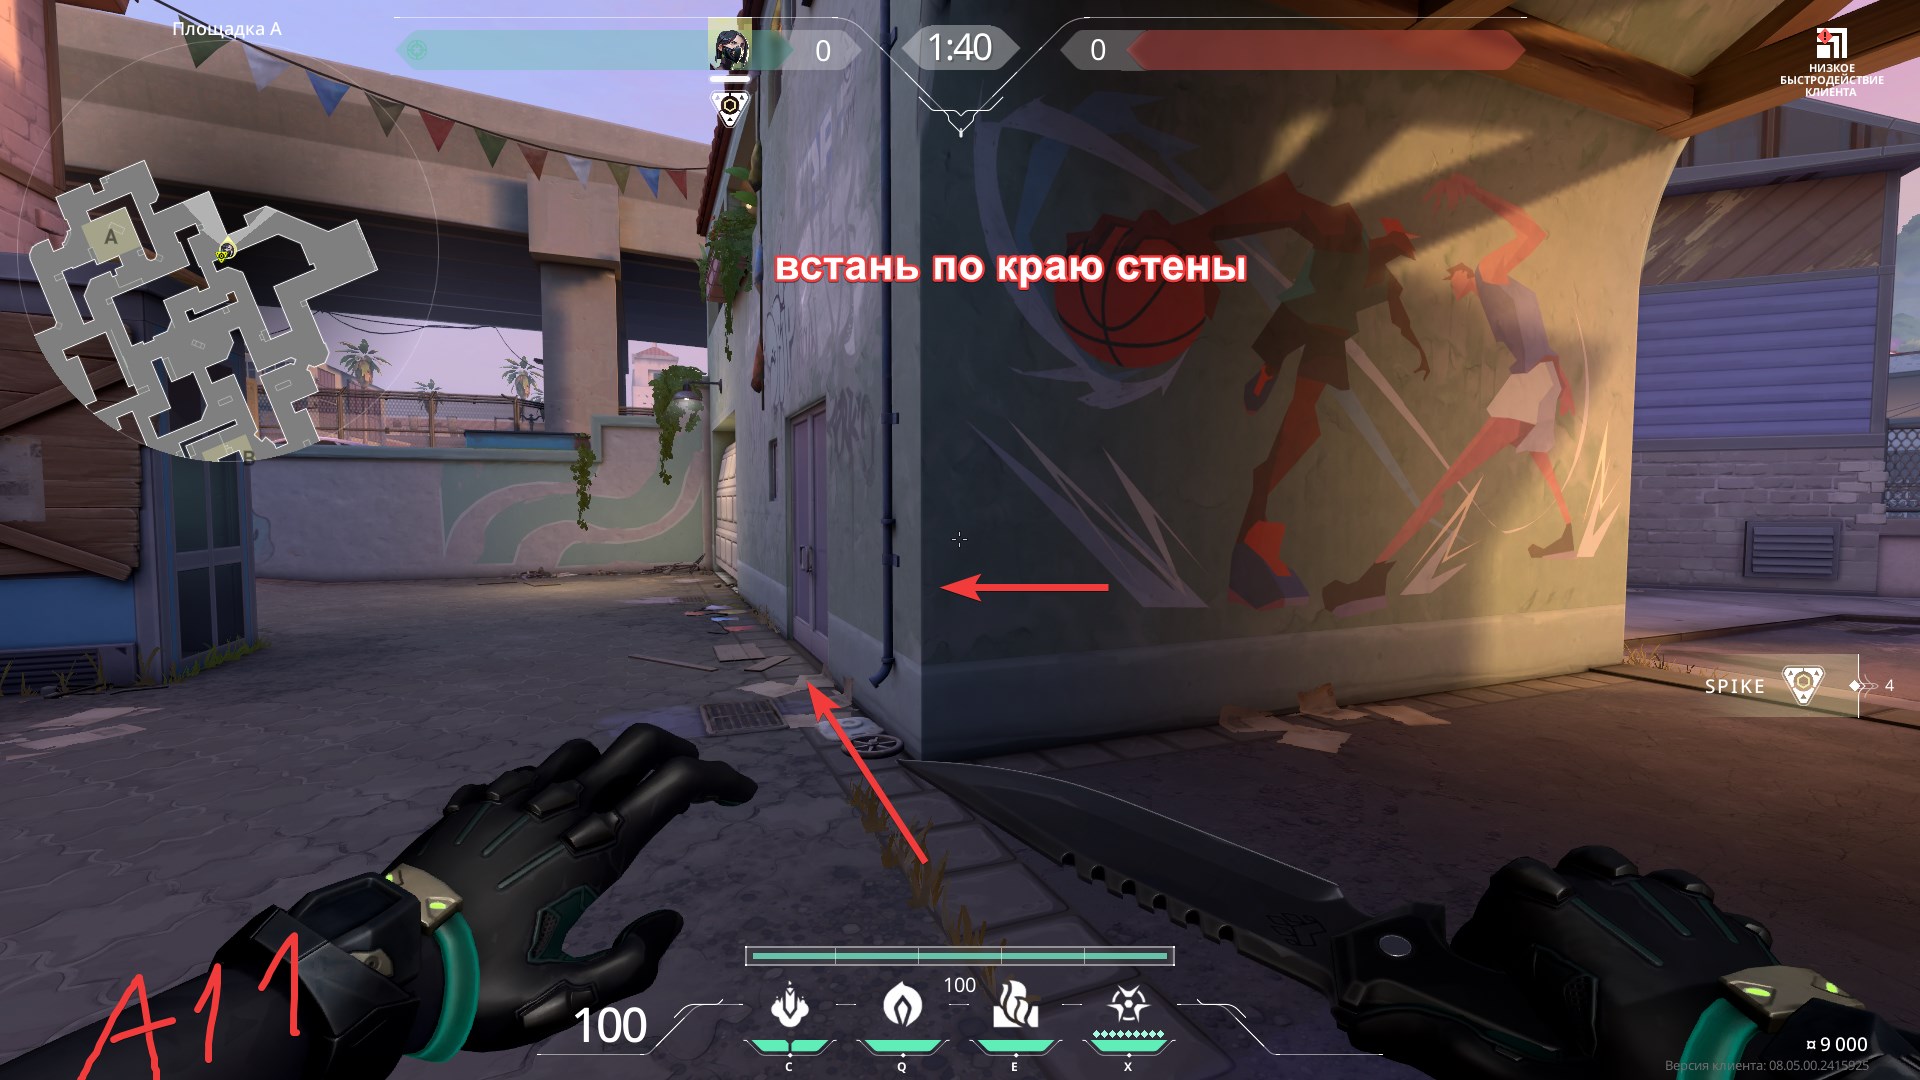 Площадка А
0
1:40
0
НИЗКОЕ
БЫСТРОДЕЙСТВИЕ
КЛИЕНТА
A
B
встань по краю стены
SPIKE
4
A11
100
100
C
Q
E
X
¤ 9 000
Версия клиента: 08.05.00.2415925